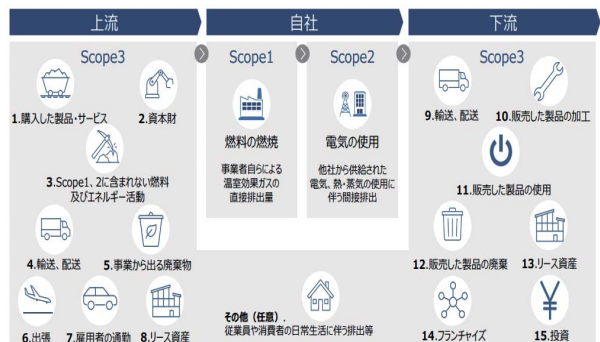 上流
自社
下流
Scope3
Scope1
Scope2
Scope3
1.購入した製品・サービス
2.資本財
3.Scope1、2に含まれない燃料
及びエネルギー活動
4.輸送、配送
5.事業から出る廃棄物
6.出張
7.雇用者の通勤
8.リース資産
燃料の燃焼
事業者自らによる
温室効果ガスの
直接排出量
電気の使用
他社から供給された
電気、熱・蒸気の使用に
伴う間接排出
その他（任意）.
従業員や消費者の日常生活に伴う排出等
9.輸送、配送
10.販売した製品の加工
11.販売した製品の使用
12.販売した製品の廃棄
13.リース資産
14.フランチャイズ
15.投資